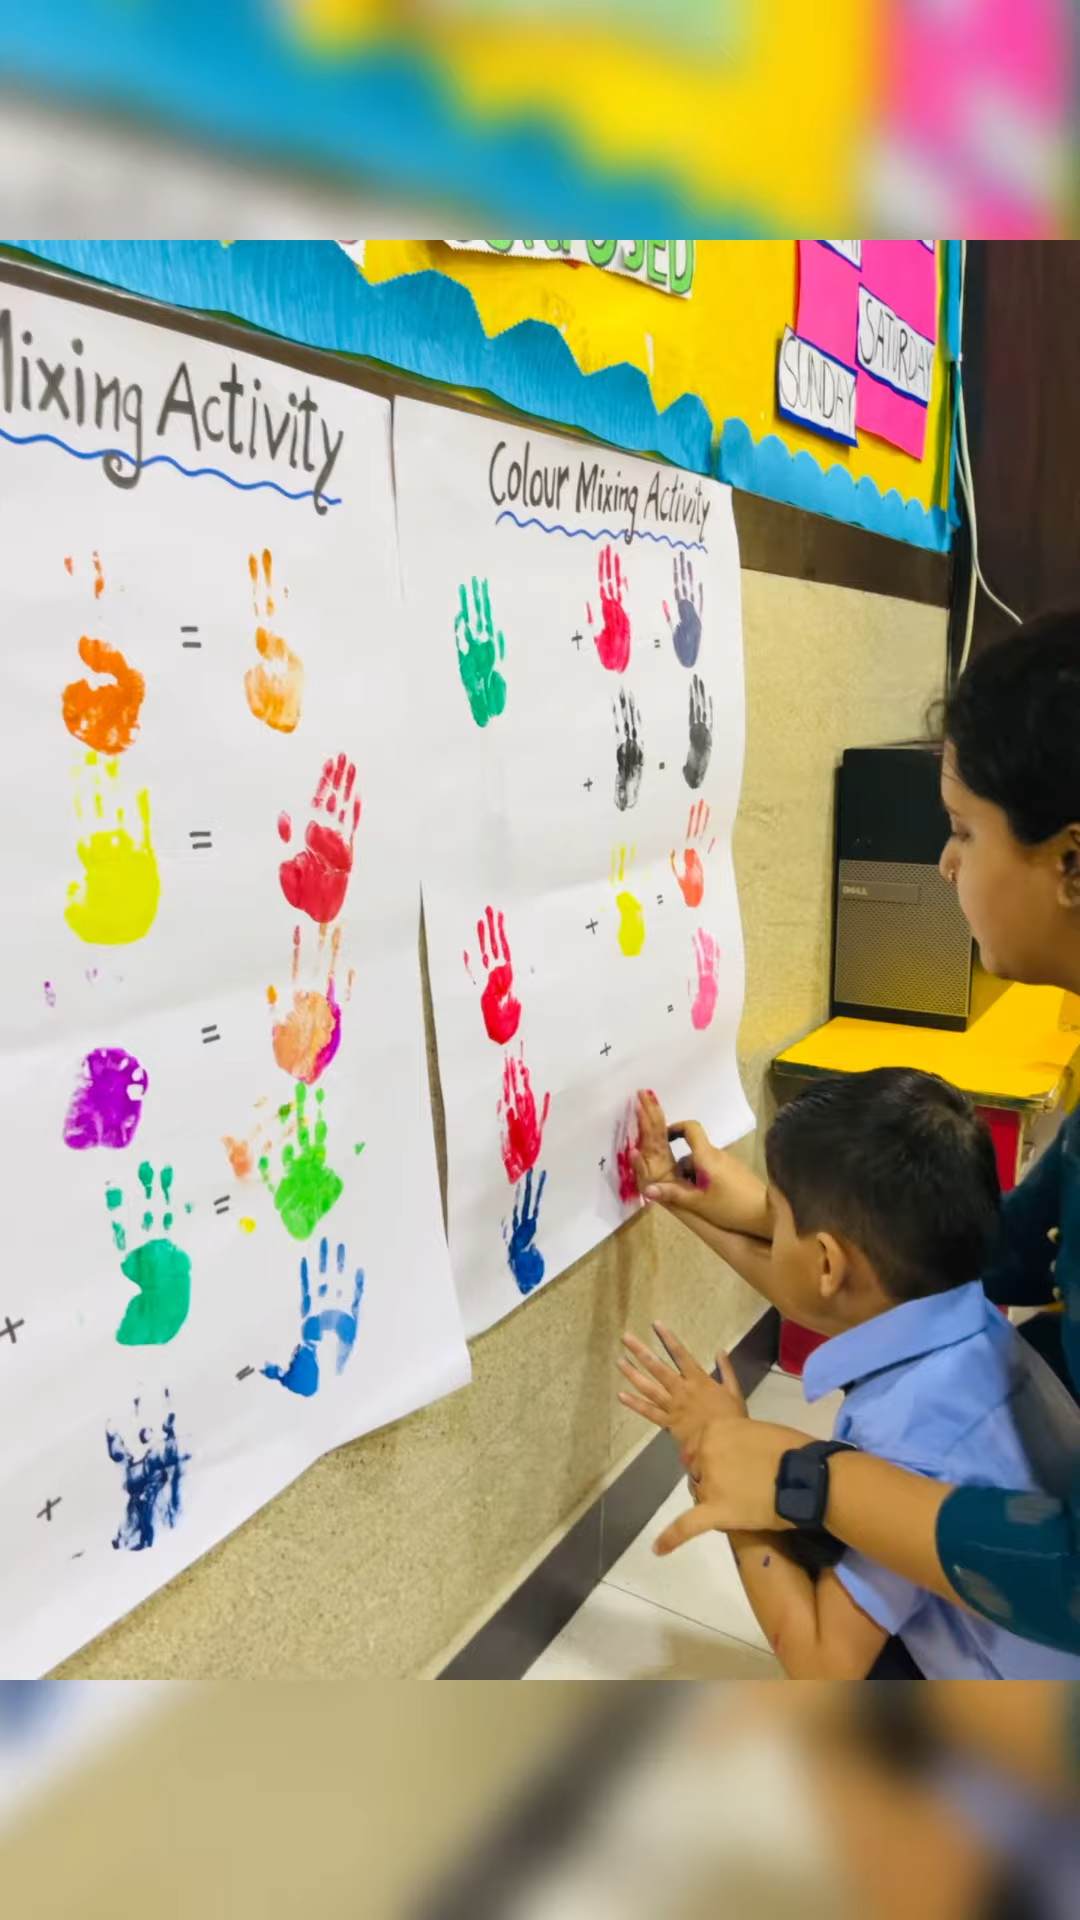 SUNDAY
SATURDAY
Mixing Activity
Colour Mixing Activity
=
=
=
=
=
+
+
+ =
+
+ =
+ =
+
+
DELL